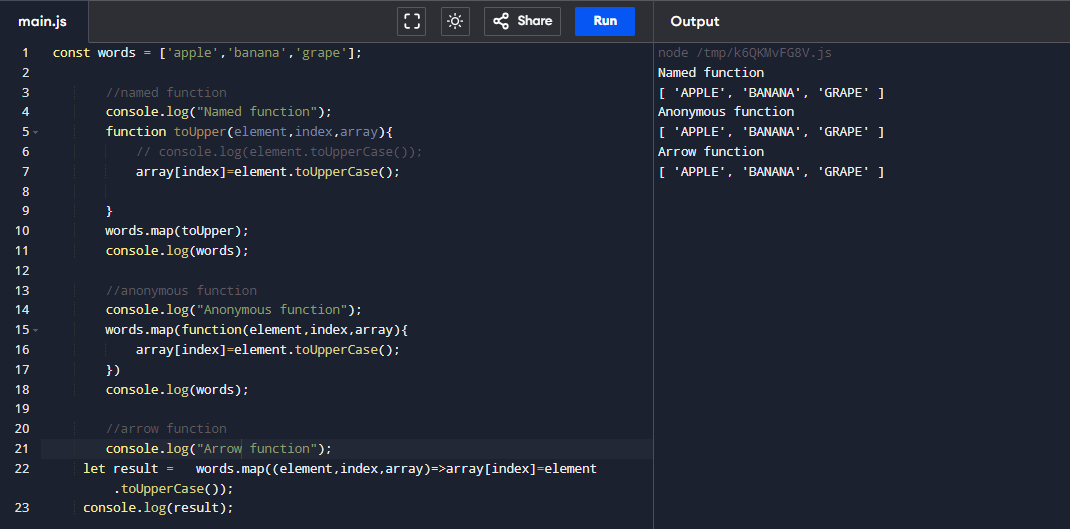 main.js
Share
Run
Output
1 const words = ['apple','banana','grape'];
2
3 //named function
4 console.log("Named function");
5 function toUpper(element,index,array){
6 // console.log(element.toUpperCase());
7 array[index]=element.toUpperCase();
8
9 }
10 words.map(toUpper);
11 console.log(words);
12
13 //anonymous function
14 console.log("Anonymous function");
15 words.map(function(element,index,array){
16 array[index]=element.toUpperCase();
17 })
18 console.log(words);
19
20 //arrow function
21 console.log("Arrow function");
22 let result = words.map((element,index,array)=>array[index]=element
.toUpperCase());
23 console.log(result);
node /tmp/k6QKMvFG8V.js
Named function
[ 'APPLE', 'BANANA', 'GRAPE' ]
Anonymous function
[ 'APPLE', 'BANANA', 'GRAPE' ]
Arrow function
[ 'APPLE', 'BANANA', 'GRAPE' ]